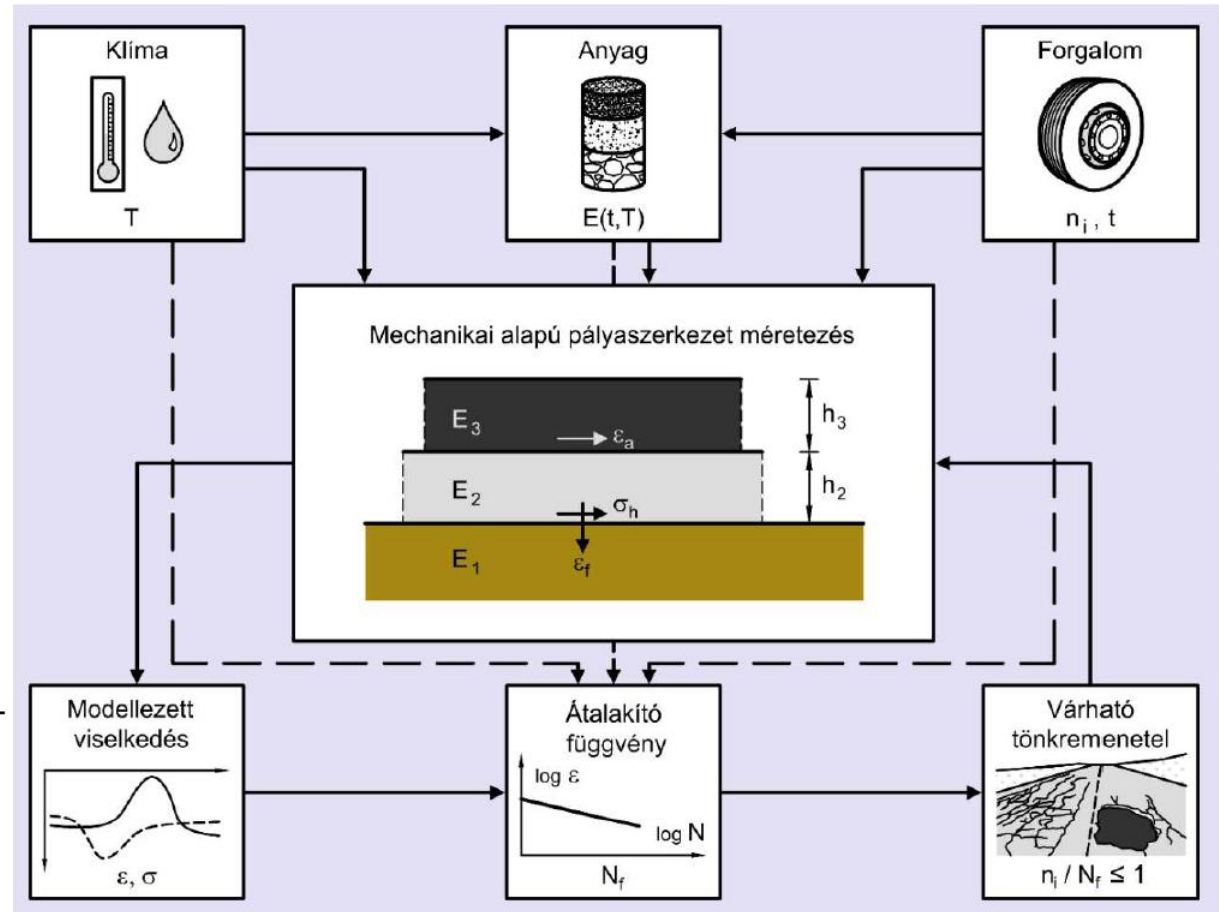 Klíma
T
Anyag
E(t,T)
Forgalom
n_i , t
Mechanikai alapú pályaszerkezet méretezés
E_3
ε_a
h_3
E_2
σ_h
h_2
E_1
ε_f
Modellezett
viselkedés
ε, σ
Átalakító
függvény
log ε
log N
N_f
Várható
tönkremenetel
n_i / N_f ≤ 1